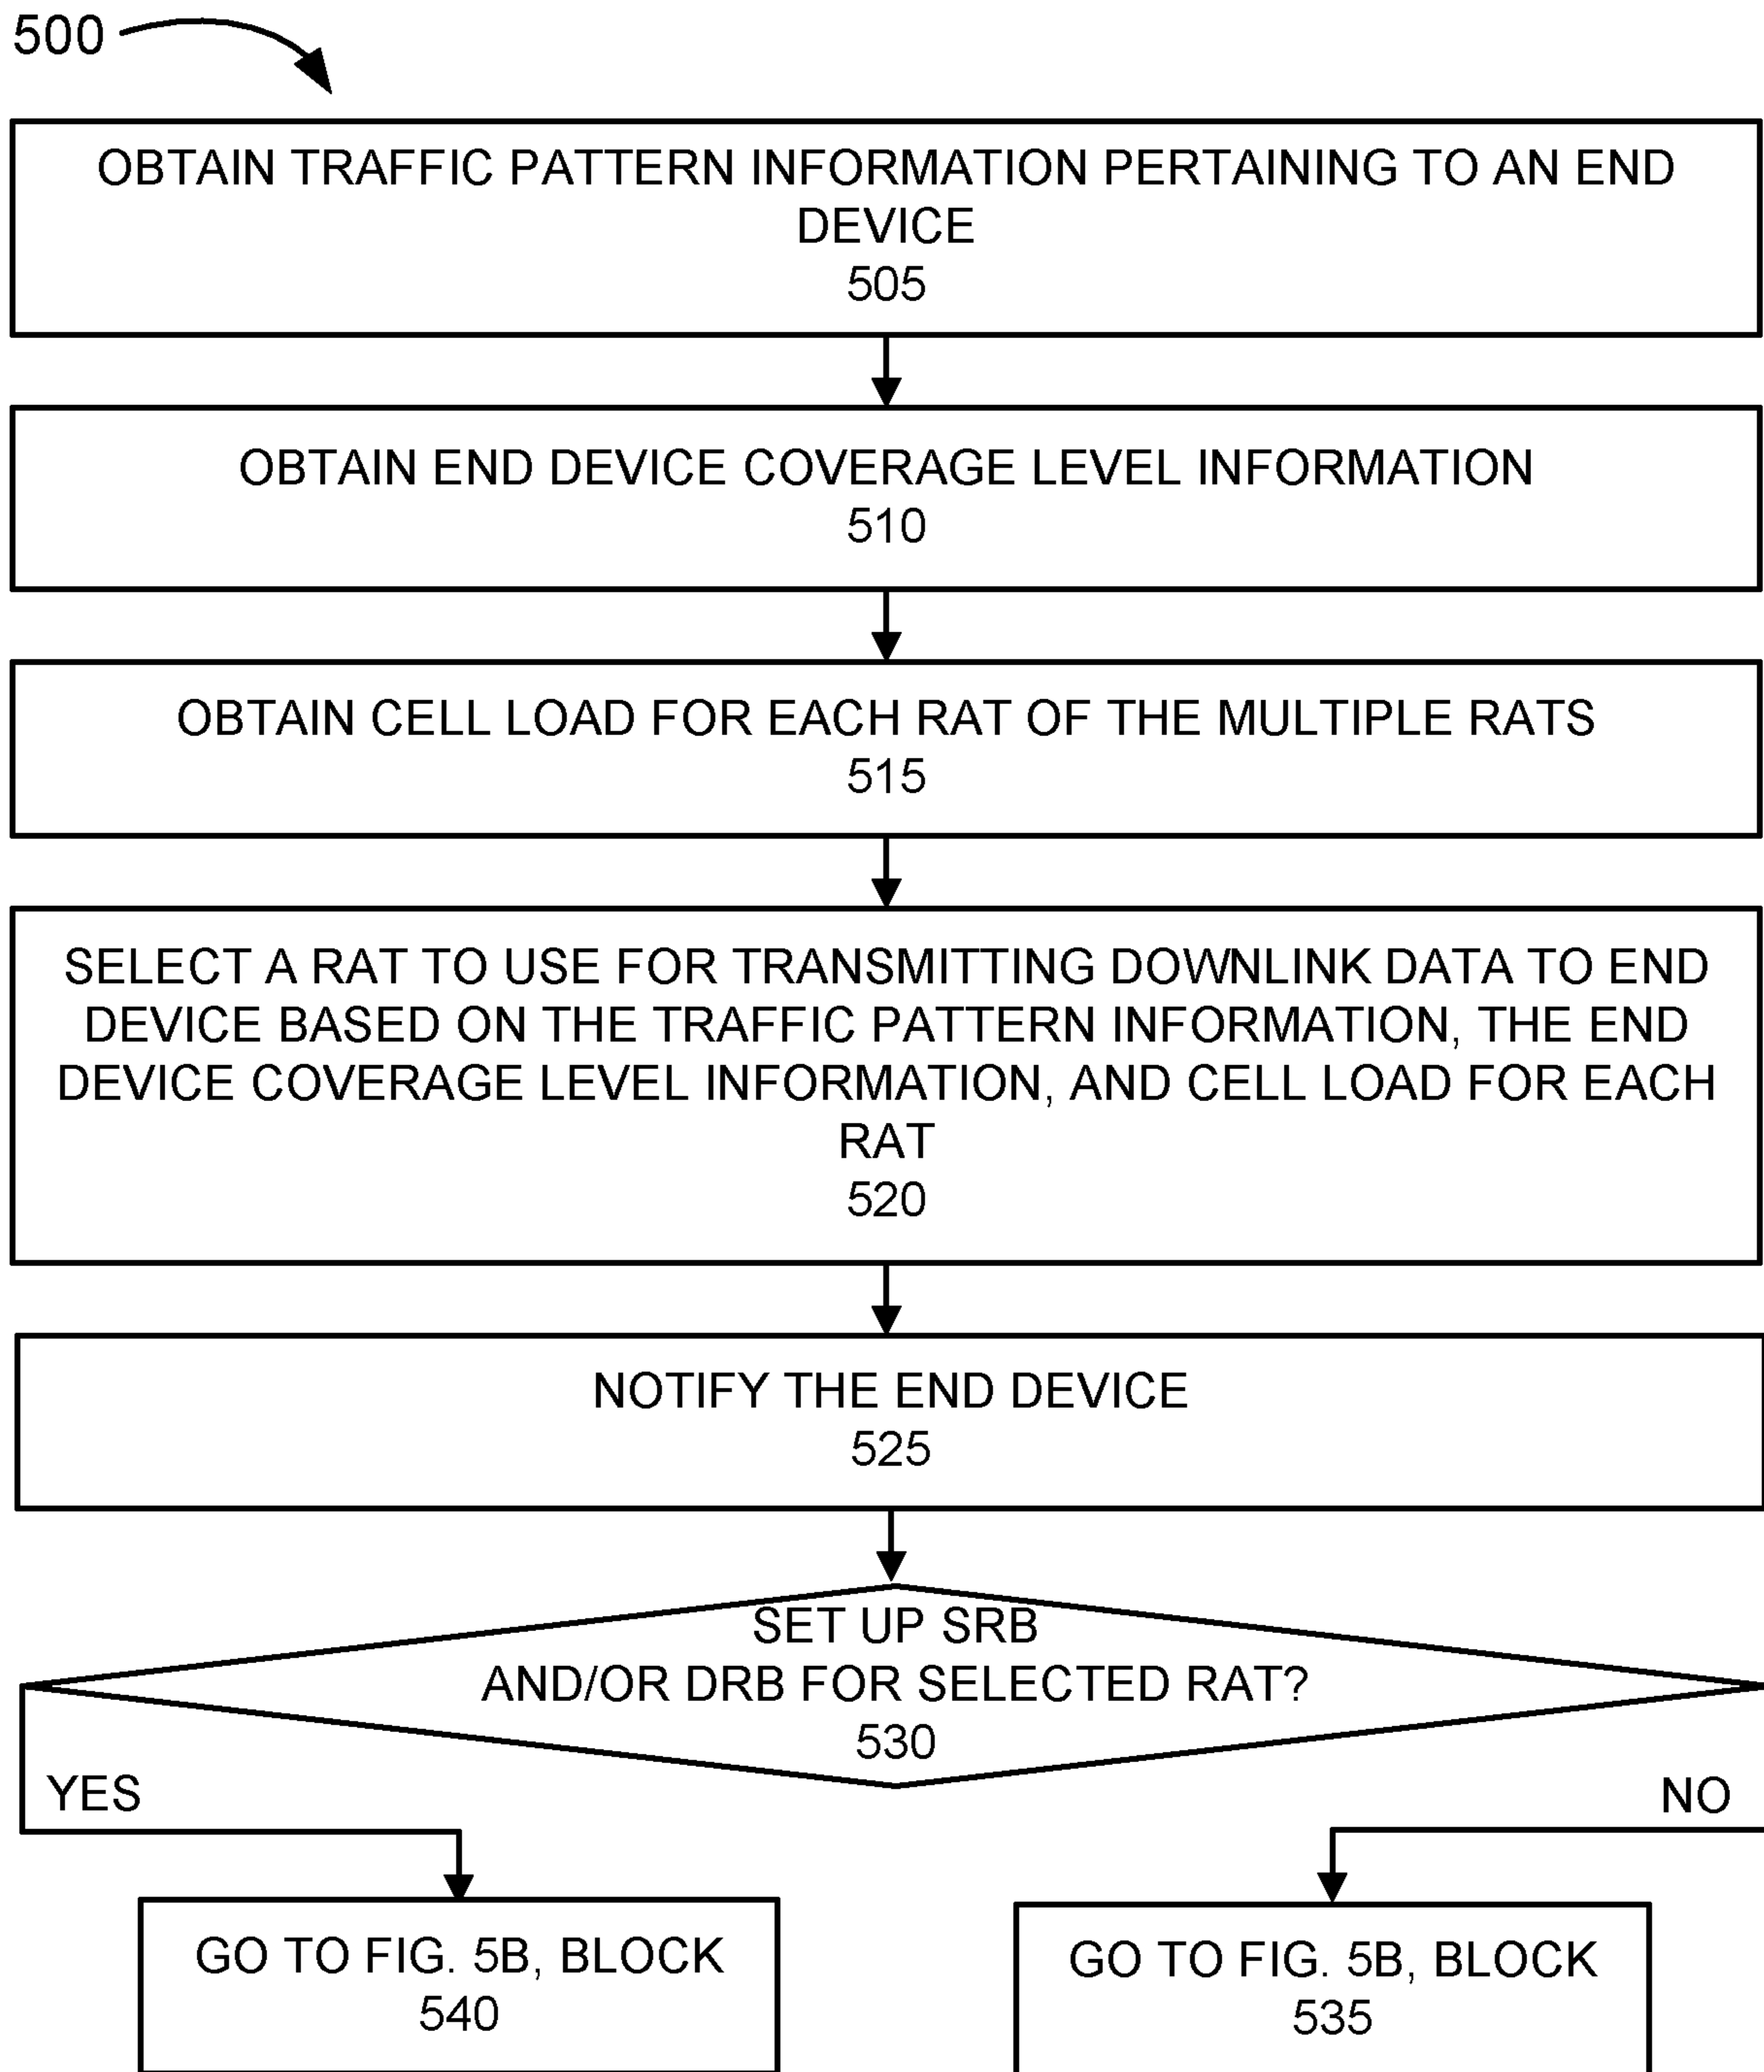 500
OBTAIN TRAFFIC PATTERN INFORMATION PERTAINING TO AN END
DEVICE
505
OBTAIN END DEVICE COVERAGE LEVEL INFORMATION
510
OBTAIN CELL LOAD FOR EACH RAT OF THE MULTIPLE RATS
515
SELECT A RAT TO USE FOR TRANSMITTING DOWNLINK DATA TO END
DEVICE BASED ON THE TRAFFIC PATTERN INFORMATION, THE END
DEVICE COVERAGE LEVEL INFORMATION, AND CELL LOAD FOR EACH
RAT
520
NOTIFY THE END DEVICE
525
SET UP SRB
AND/OR DRB FOR SELECTED RAT?
530
YES
NO
GO TO FIG. 5B, BLOCK
540
GO TO FIG. 5B, BLOCK
535